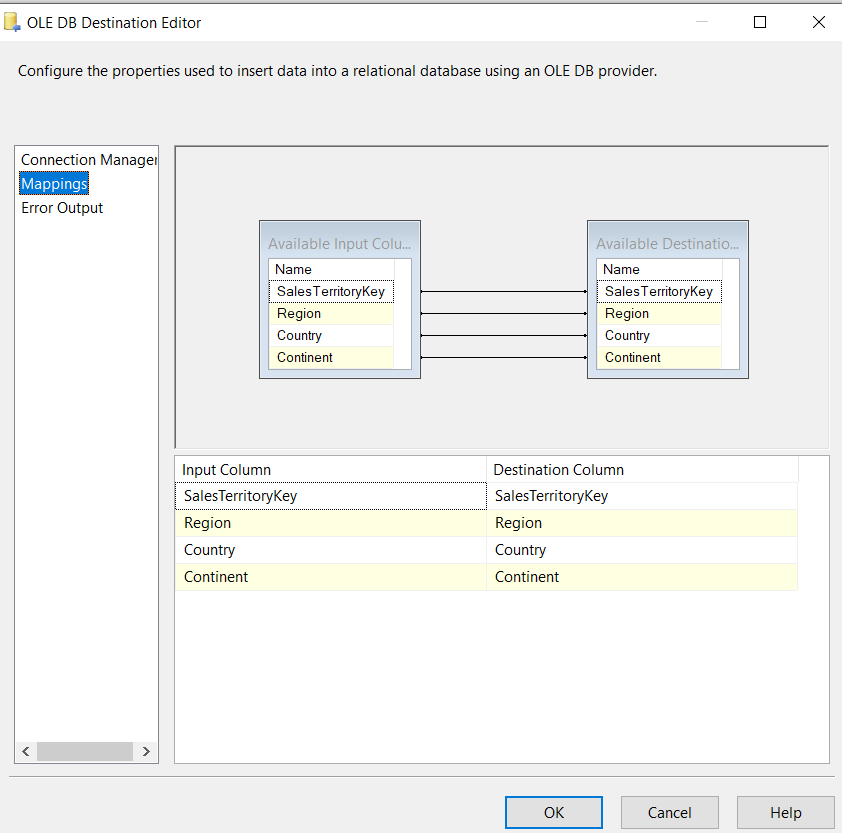 OLE DB Destination Editor
Configure the properties used to insert data into a relational database using an OLE DB provider.
Connection Manager
Mappings
Error Output
Available Input Colu...
Name
SalesTerritoryKey
Region
Country
Continent
Available Destinatio...
Name
SalesTerritoryKey
Region
Country
Continent
Input Column Destination Column
SalesTerritoryKey SalesTerritoryKey
Region Region
Country Country
Continent Continent
OK Cancel Help